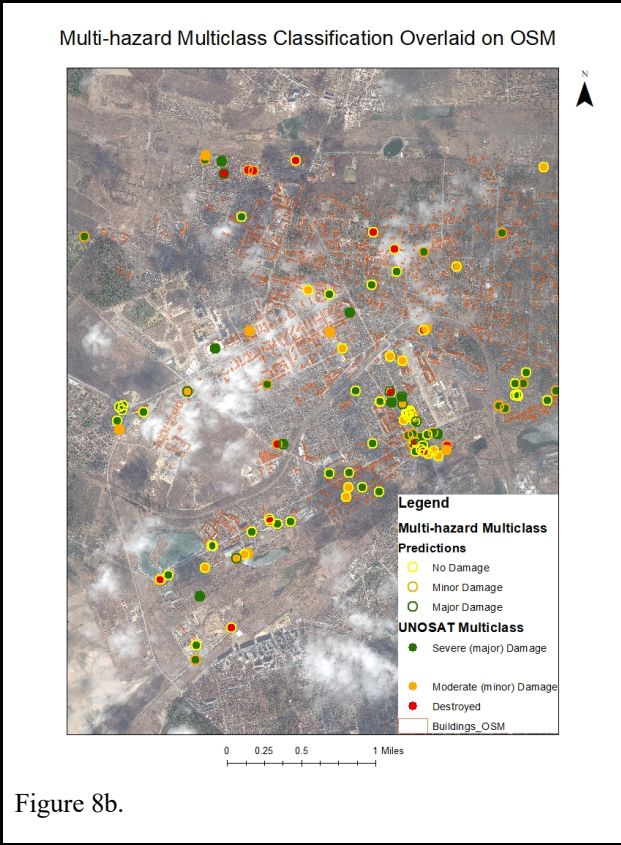 Multi-hazard Multiclass Classification Overlaid on OSM
N
Legend
Multi-hazard Multiclass
Predictions
No Damage
Minor Damage
Major Damage
UNOSAT Multiclass
Severe (major) Damage
Moderate (minor) Damage
Destroyed
Buildings_OSM
0 0.25 0.5 1 Miles
Figure 8b.